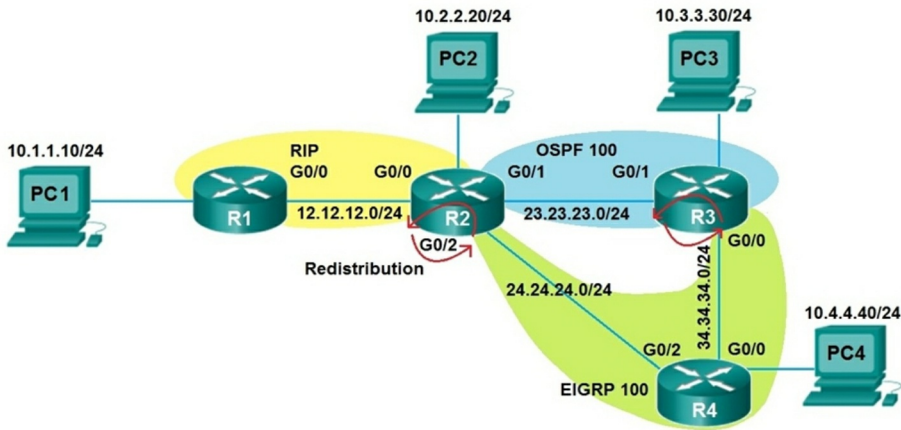 10.2.2.20/24
10.3.3.30/24
PC2
PC3
10.1.1.10/24
RIP
OSPF 100
PC1
G0/0
G0/0
G0/1
G0/1
R1
12.12.12.0/24
R2
23.23.23.0/24
R3
G0/2
G0/0
Redistribution
24.24.24.0/24
34.34.34.0/24
10.4.4.40/24
G0/2
G0/0
PC4
EIGRP 100
R4